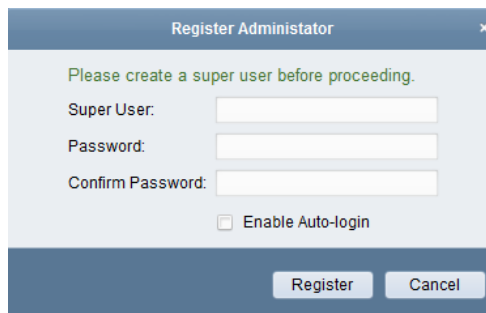 Register Administator
Please create a super user before proceeding.
Super User:
Password:
Confirm Password:
Enable Auto-login
Register Cancel